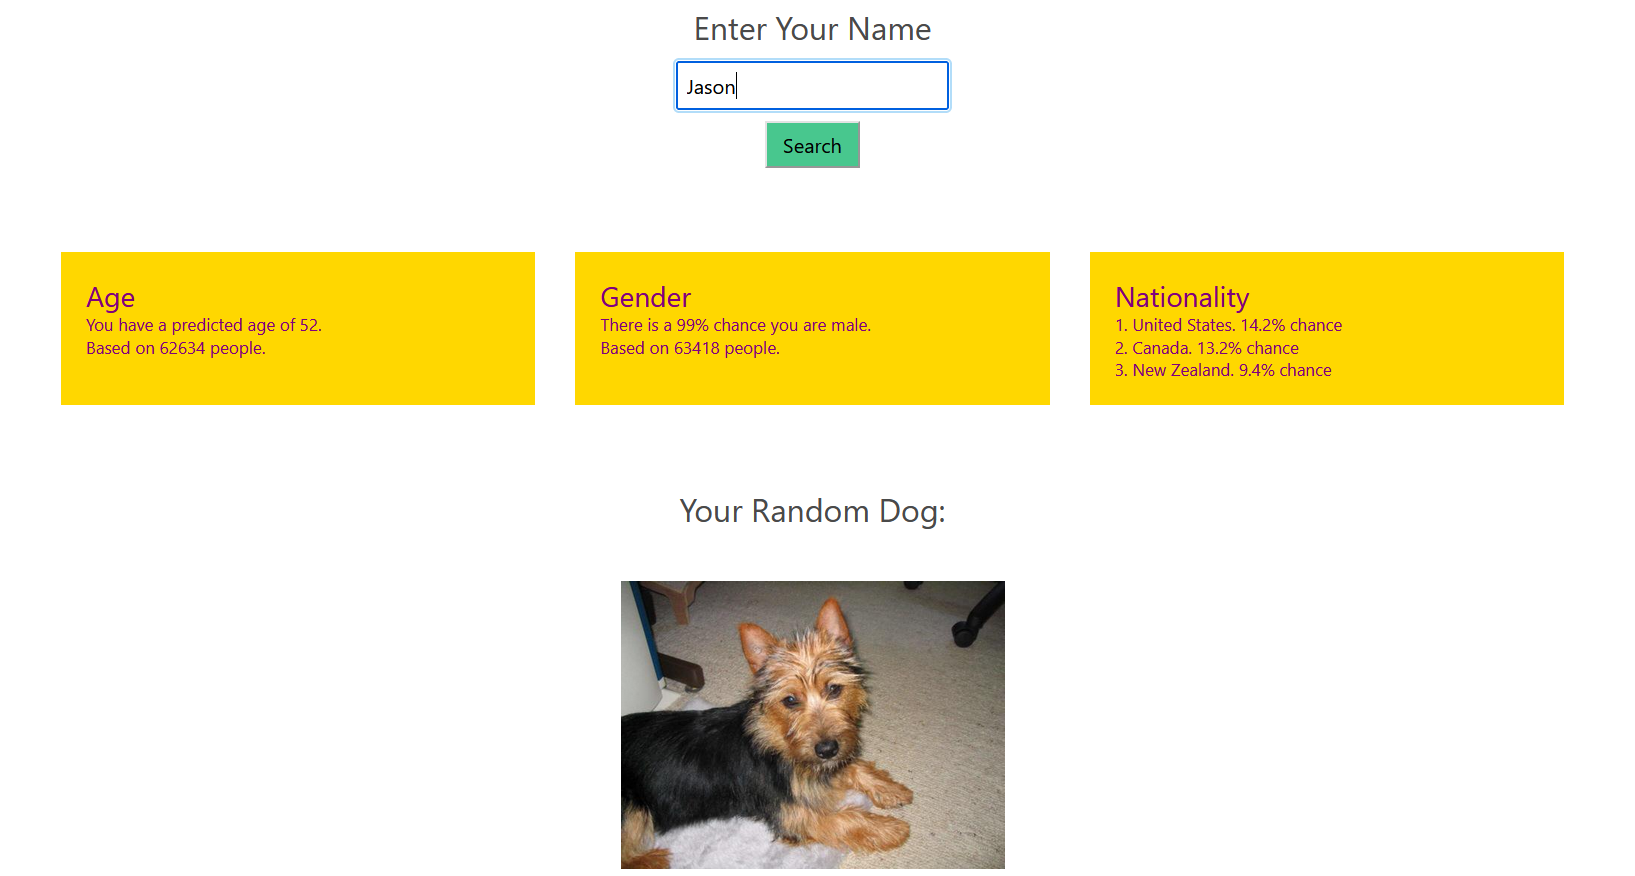 Enter Your Name
Jason
Search
Age
You have a predicted age of 52.
Based on 62634 people.
Gender
There is a 99% chance you are male.
Based on 63418 people.
Nationality
1. United States. 14.2% chance
2. Canada. 13.2% chance
3. New Zealand. 9.4% chance
Your Random Dog: